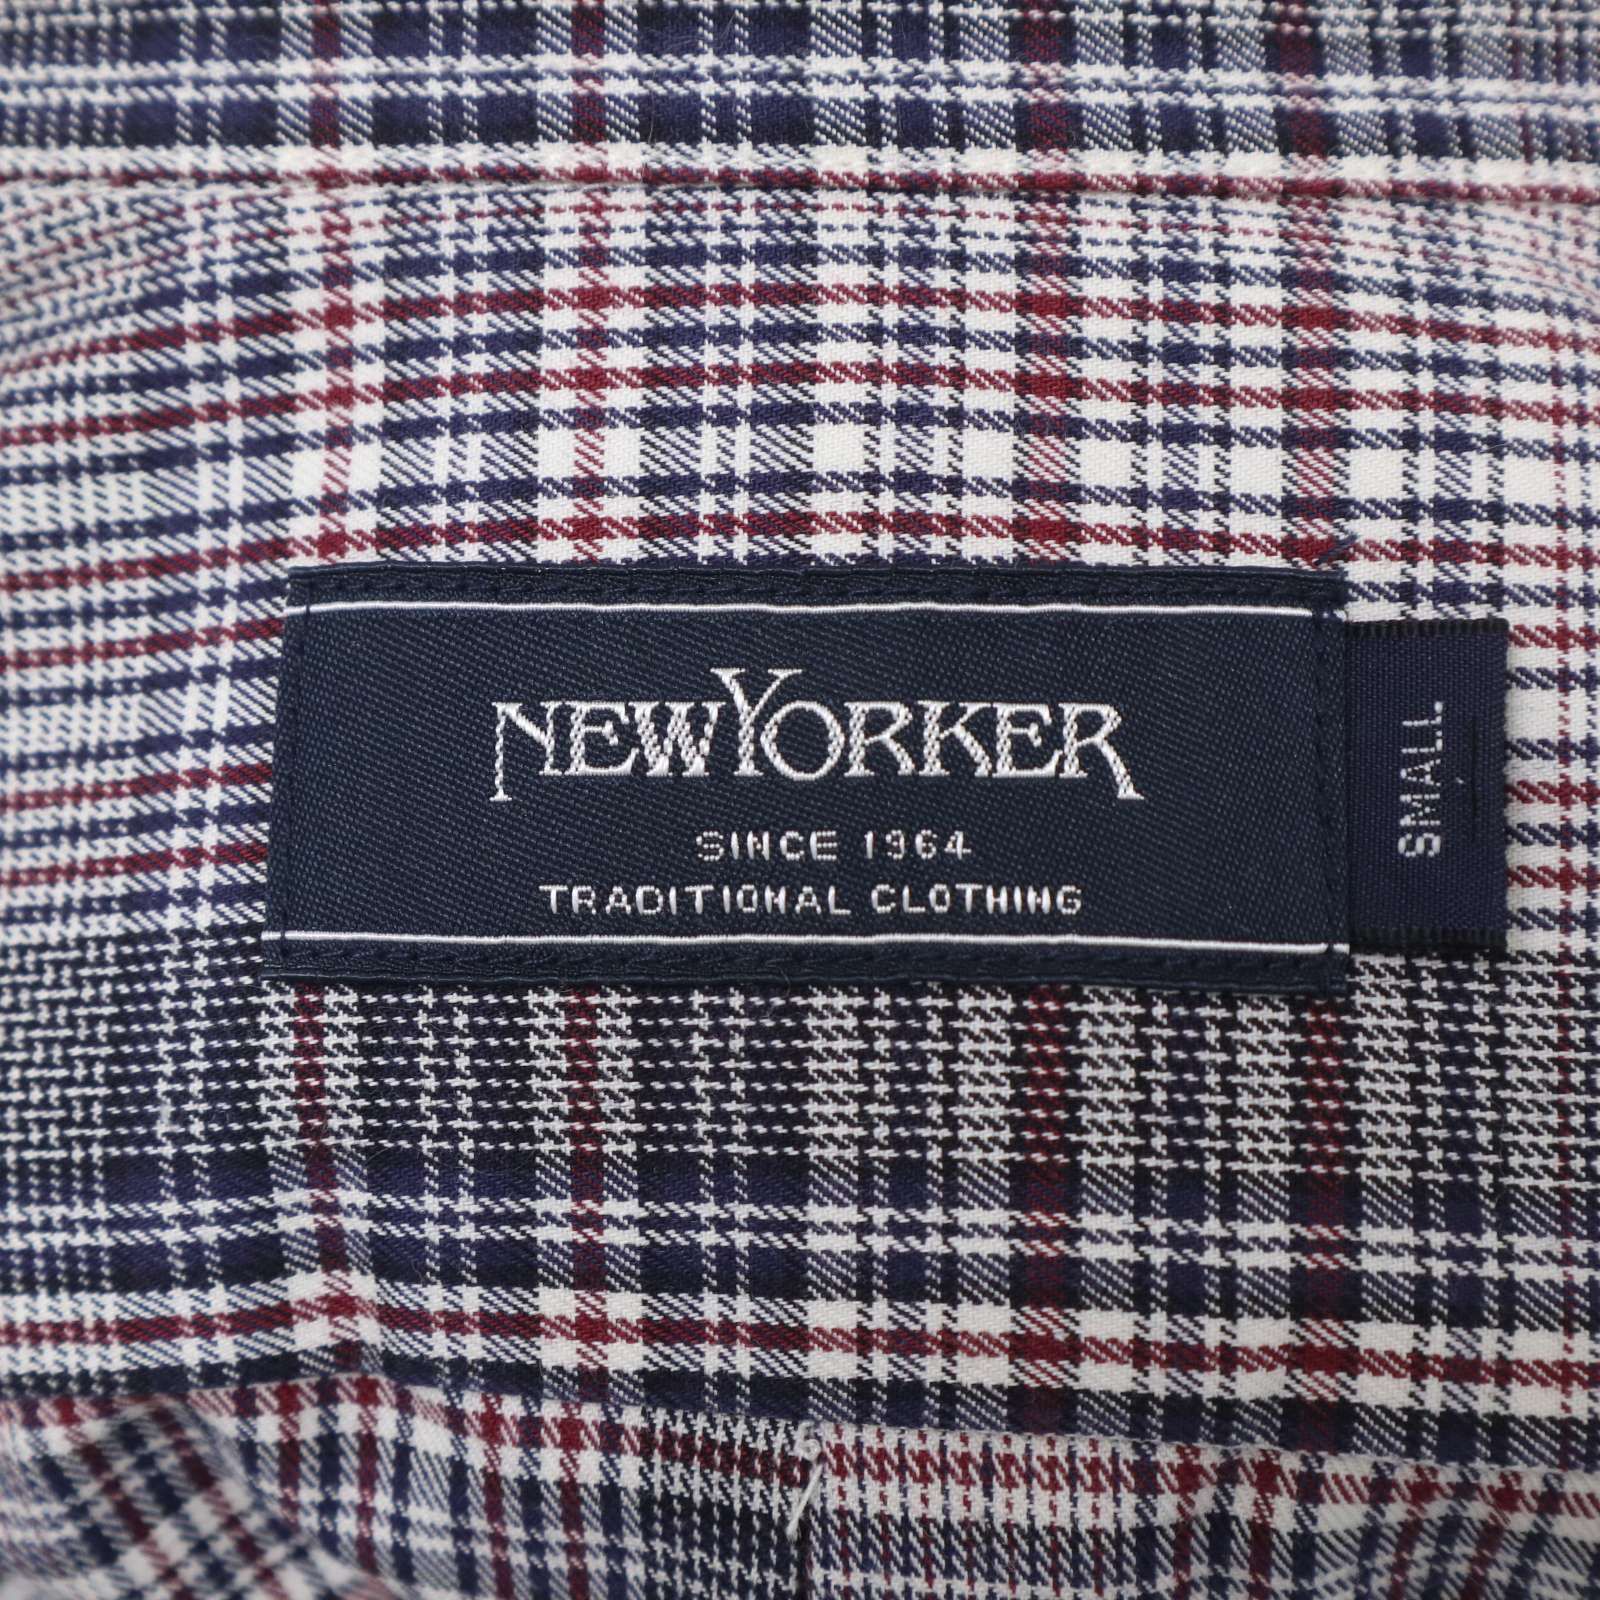 NEWYORKER
SINCE 1964
TRADITIONAL CLOTHING
SMALL